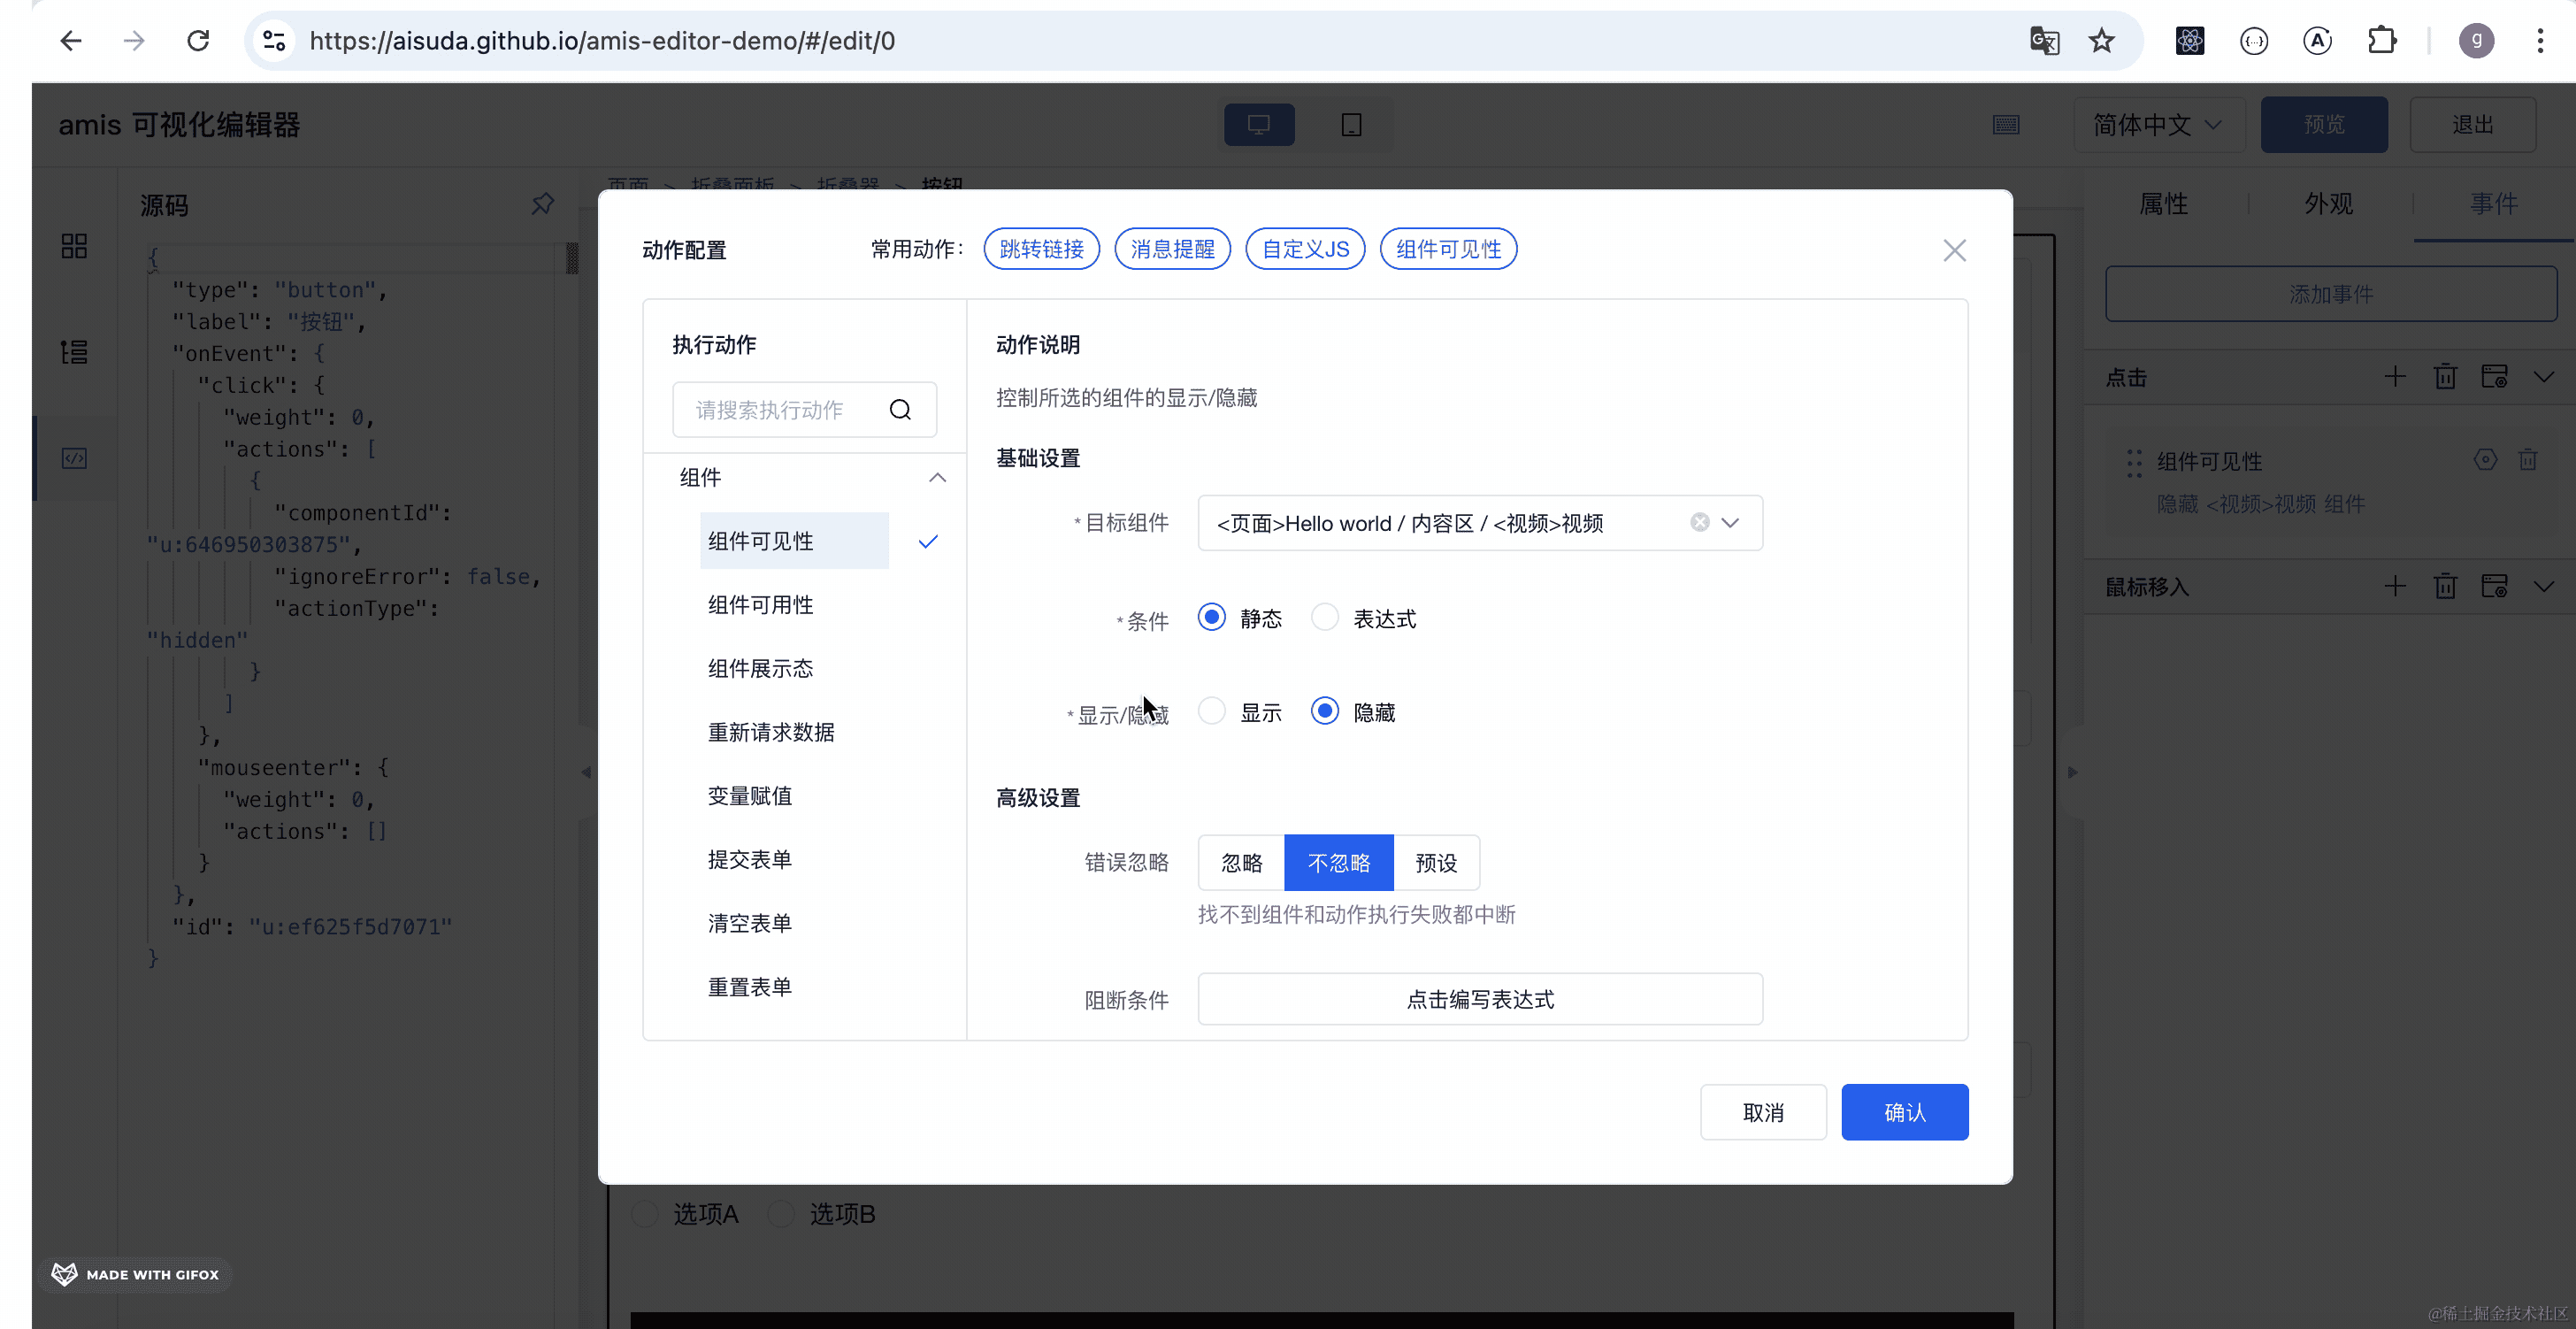 https://aisuda.github.io/amis-editor-demo/#/edit/0
g
amis 可视化编辑器
简体中文
预览
退出
源码
{
"type": "button",
"label": "按钮",
"onEvent": {
"click": {
"weight": 0,
"actions": [
{
"componentId":
"u:646950303875",
"ignoreError": false,
"actionType":
"hidden"
}
]
},
"mouseenter": {
"weight": 0,
"actions": []
}
},
"id": "u:ef625f5d7071"
}
页面 > 折叠面板 > 折叠器 > 按钮
动作配置
常用动作：
跳转链接
消息提醒
自定义JS
组件可见性
执行动作
请搜索执行动作
组件
组件可见性
组件可用性
组件展示态
重新请求数据
变量赋值
提交表单
清空表单
重置表单
动作说明
控制所选的组件的显示/隐藏
基础设置
*目标组件
<页面>Hello world / 内容区 / <视频>视频
*条件
静态
表达式
*显示/隐藏
显示
隐藏
高级设置
错误忽略
忽略
不忽略
预设
找不到组件和动作执行失败都中断
阻断条件
点击编写表达式
取消
确认
选项A
选项B
属性
外观
事件
添加事件
点击
组件可见性
隐藏 <视频>视频 组件
鼠标移入
MADE WITH GIFOX
@稀土掘金技术社区